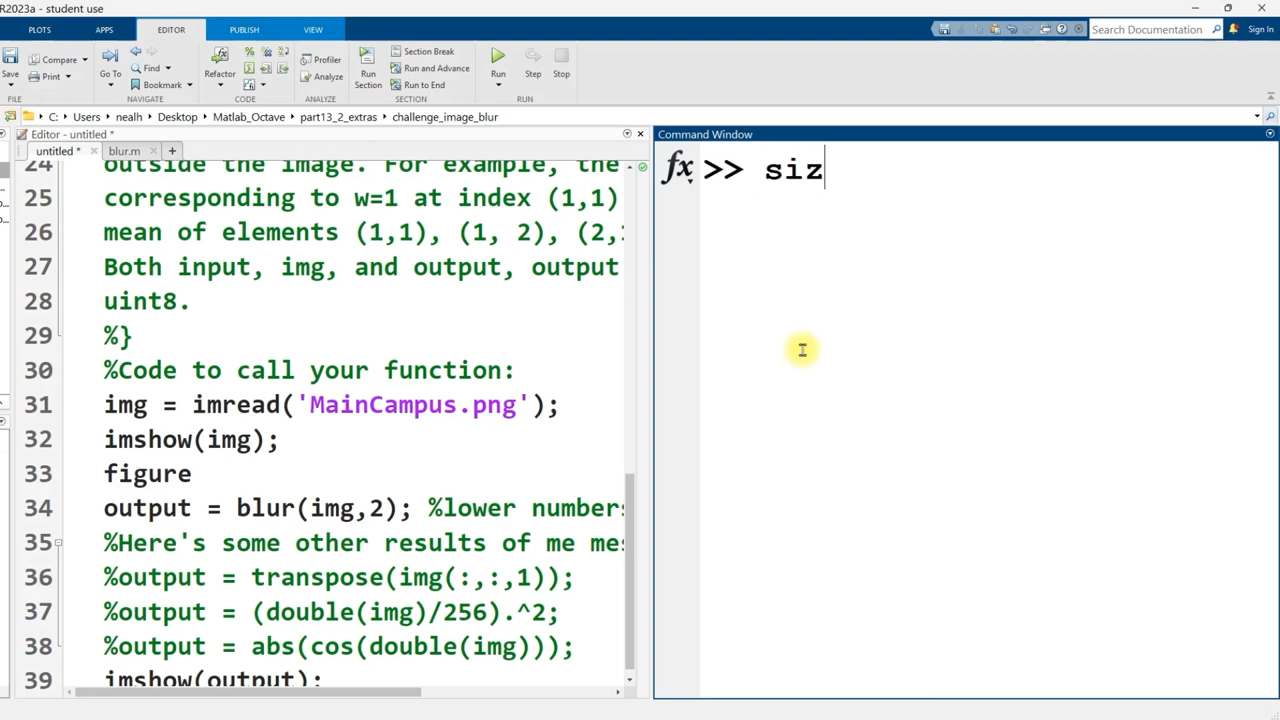 R2023a - student use
PLOTS APPS EDITOR PUBLISH VIEW
Search Documentation Sign In
Save Compare Print
Go To Find Bookmark
Refactor
Profiler Analyze
Run Section
Section Break
Run and Advance
Run to End
Run Step Stop
FILE NAVIGATE CODE ANALYZE SECTION RUN
C: Users nealh Desktop Matlab_Octave part13_2_extras challenge_image_blur
Editor - untitled *
untitled * blur.m
24 outside the image. For example, the
25 corresponding to w=1 at index (1,1)
26 mean of elements (1,1), (1, 2), (2,
27 Both input, img, and output, output
28 uint8.
29 %}
30 %Code to call your function:
31 img = imread('MainCampus.png');
32 imshow(img);
33 figure
34 output = blur(img,2); %lower numbers
35 %Here's some other results of me mes
36 %output = transpose(img(:,:,1));
37 %output = (double(img)/256).^2;
38 %output = abs(cos(double(img)));
39 imshow(output);
Command Window
fx >> siz